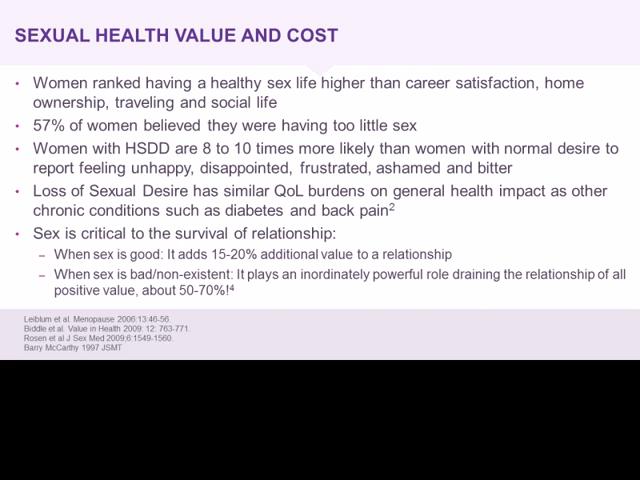 SEXUAL HEALTH VALUE AND COST
• Women ranked having a healthy sex life higher than career satisfaction, home
ownership, traveling and social life
• 57% of women believed they were having too little sex
• Women with HSDD are 8 to 10 times more likely than women with normal desire to
report feeling unhappy, disappointed, frustrated, ashamed and bitter
• Loss of Sexual Desire has similar QoL burdens on general health impact as other
chronic conditions such as diabetes and back pain2
• Sex is critical to the survival of relationship:
– When sex is good: It adds 15-20% additional value to a relationship
– When sex is bad/non-existent: It plays an inordinately powerful role draining the relationship of all
positive value, about 50-70%!4
Leiblum et al. Menopause 2006:13:46-56.
Biddle et al. Value in Health 2009: 12: 763-771.
Rosen et al J Sex Med 2009;6:1549-1560.
Barry McCarthy 1997 JSMT